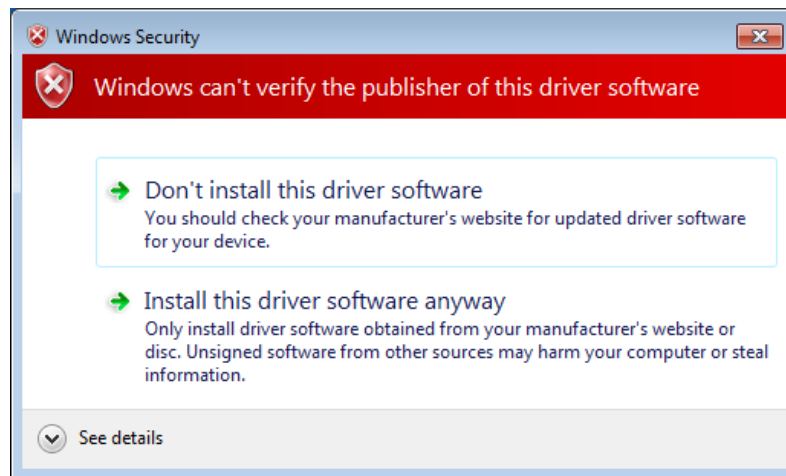 Windows Security
Windows can't verify the publisher of this driver software
Don't install this driver software
You should check your manufacturer's website for updated driver software
for your device.
Install this driver software anyway
Only install driver software obtained from your manufacturer's website or
disc. Unsigned software from other sources may harm your computer or steal
information.
See details